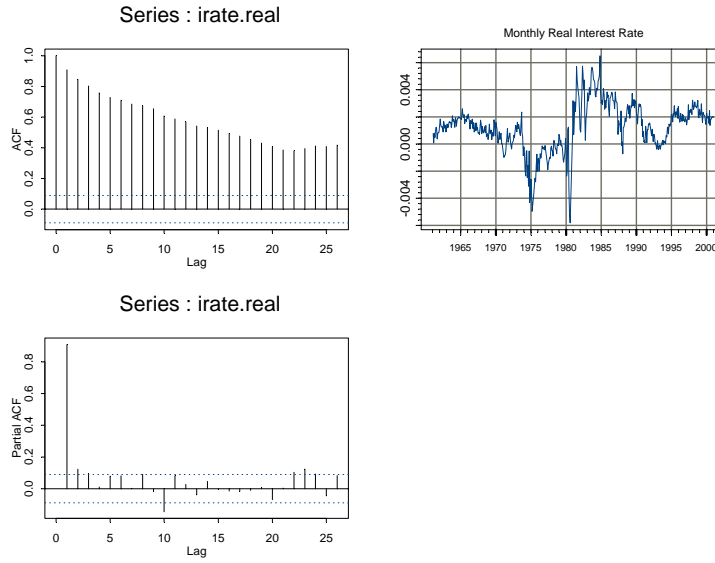 Series : irate.real
ACF
0.0 0.2 0.4 0.6 0.8 1.0
0 5 10 15 20 25
Lag
Monthly Real Interest Rate
-0.004 0.000 0.004
1965 1970 1975 1980 1985 1990 1995 2000
Series : irate.real
Partial ACF
0.0 0.2 0.4 0.6 0.8
0 5 10 15 20 25
Lag